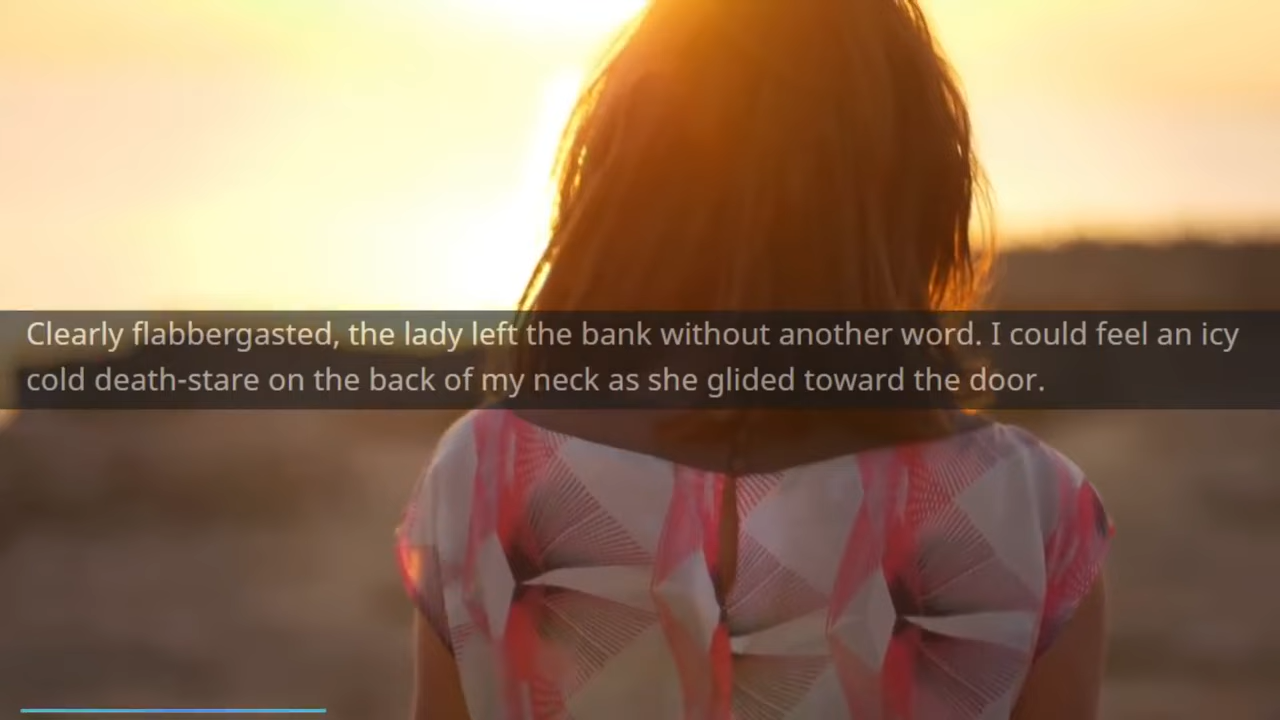 Clearly flabbergasted, the lady left the bank without another word. I could feel an icy
cold death-stare on the back of my neck as she glided toward the door.